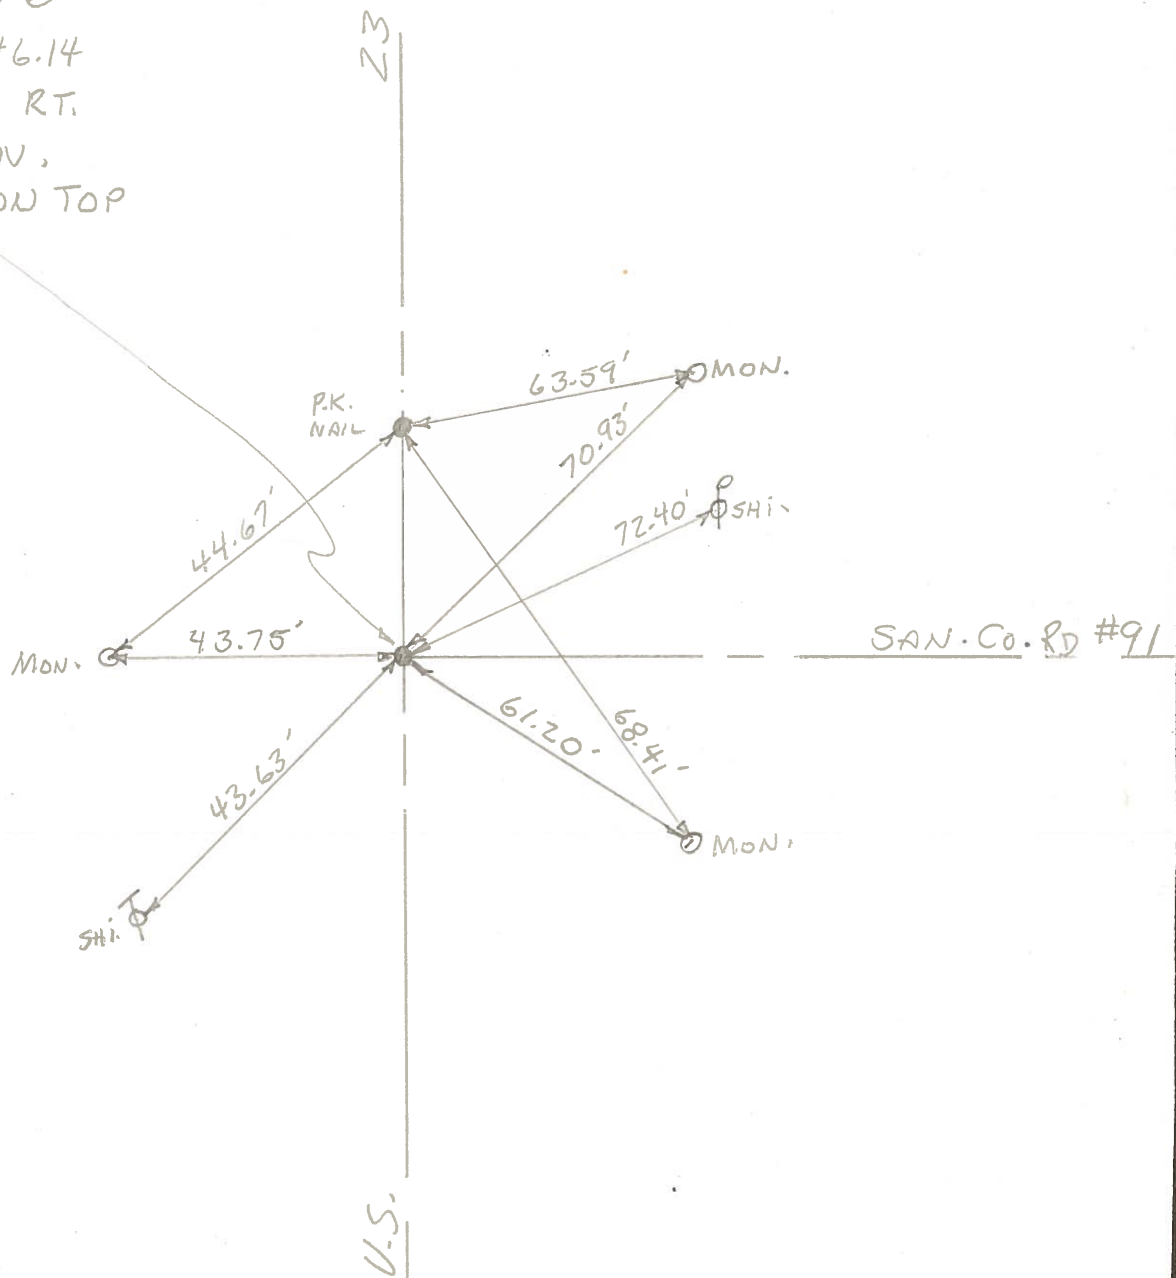 46.14
RT.
ON TOP
23
63.59'
MON.
P.K.
NAIL
70.93'
72.40'
SHI.
44.67'
43.75'
MON.
SAN. CO. RD #91
61.20'
68.41'
43.63'
MON.
SHI.
U.S.